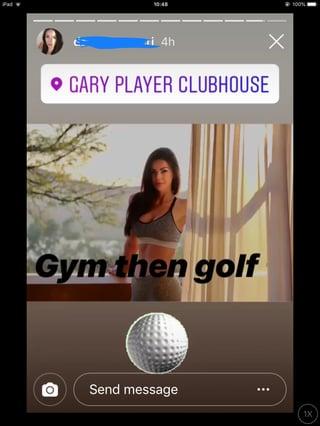 iPad
10:48
100%
4h
GARY PLAYER CLUBHOUSE
Gym then golf
Send message
1X